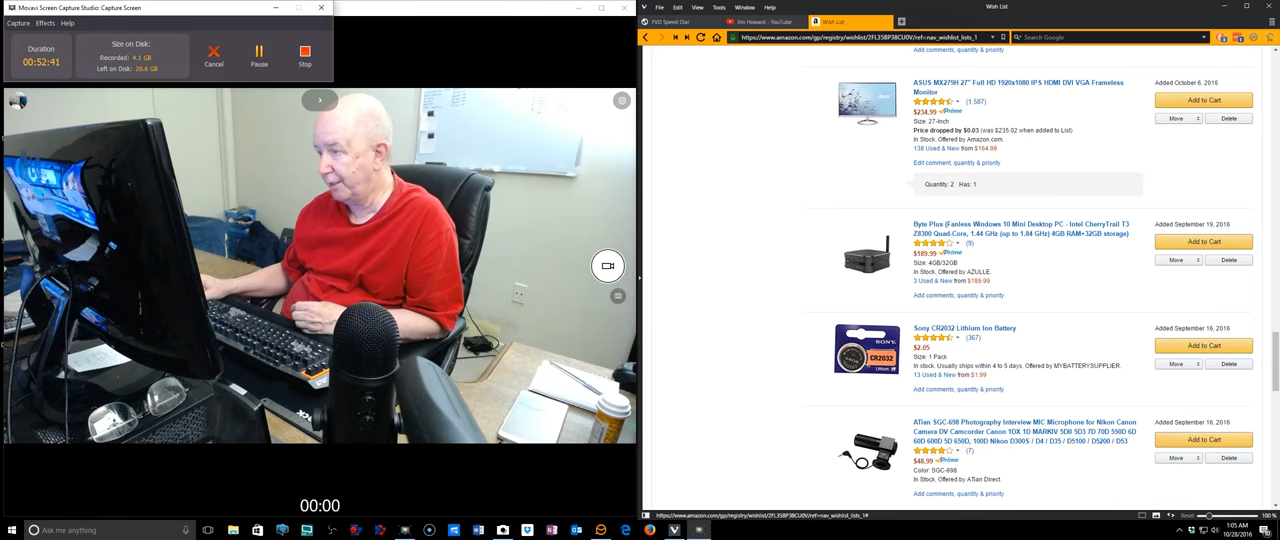 Movavi Screen Capture Studio: Capture Screen
Capture Effects Help
Duration
00:52:41
Size on Disk:
Recorded: 4.1 GB
Left on Disk: 20.6 GB
Cancel
Pause
Stop
00:00
File Edit View Tools Window Help
Wish List
FVD Speed Dial
Jim Howard - YouTube
Wish List
https://www.amazon.com/gp/registry/wishlist/2FL35BP38CU0V/ref=nav_wishlist_lists_1
Search Google
Add comments, quantity & priority
ASUS MX279H 27" Full HD 1920x1080 IPS HDMI DVI VGA Frameless
Monitor
(1,587)
$234.99 Prime
Size: 27-Inch
Price dropped by $0.03 (was $235.02 when added to List)
In Stock. Offered by Amazon.com.
138 Used & New from $164.99
Edit comment, quantity & priority
Quantity: 2 Has: 1
Added October 6, 2016
Add to Cart
Move
Delete
Byte Plus (Fanless Windows 10 Mini Desktop PC - Intel CherryTrail T3
Z8300 Quad-Core, 1.44 GHz (up to 1.84 GHz) 4GB RAM+32GB storage)
(9)
$189.99 Prime
Size: 4GB/32GB
In Stock. Offered by AZULLE.
3 Used & New from $189.99
Add comments, quantity & priority
Added September 19, 2016
Add to Cart
Move
Delete
SONY
CR2032
Lithium
Sony CR2032 Lithium Ion Battery
(367)
$2.05
Size: 1 Pack
In stock. Usually ships within 4 to 5 days. Offered by MYBATTERYSUPPLIER.
13 Used & New from $1.99
Add comments, quantity & priority
Added September 16, 2016
Add to Cart
Move
Delete
ATian SGC-698 Photography Interview MIC Microphone for Nikon Canon
Camera DV Camcorder Canon 1DX 1D MARKIV 5DII 5D3 7D 70D 550D 6D
60D 600D 5D 650D, 100D Nikon D300S / D4 / D35 / D5100 / D5200 / D53
(7)
$48.99 Prime
Color: SGC-698
In Stock. Offered by ATian Direct.
Add comments, quantity & priority
Added September 16, 2016
Add to Cart
Move
Delete
https://www.amazon.com/gp/registry/wishlist/2FL35BP38CU0V/ref=nav_wishlist_lists_1#
Reset
100 %
Ask me anything
1:05 AM
10/28/2016